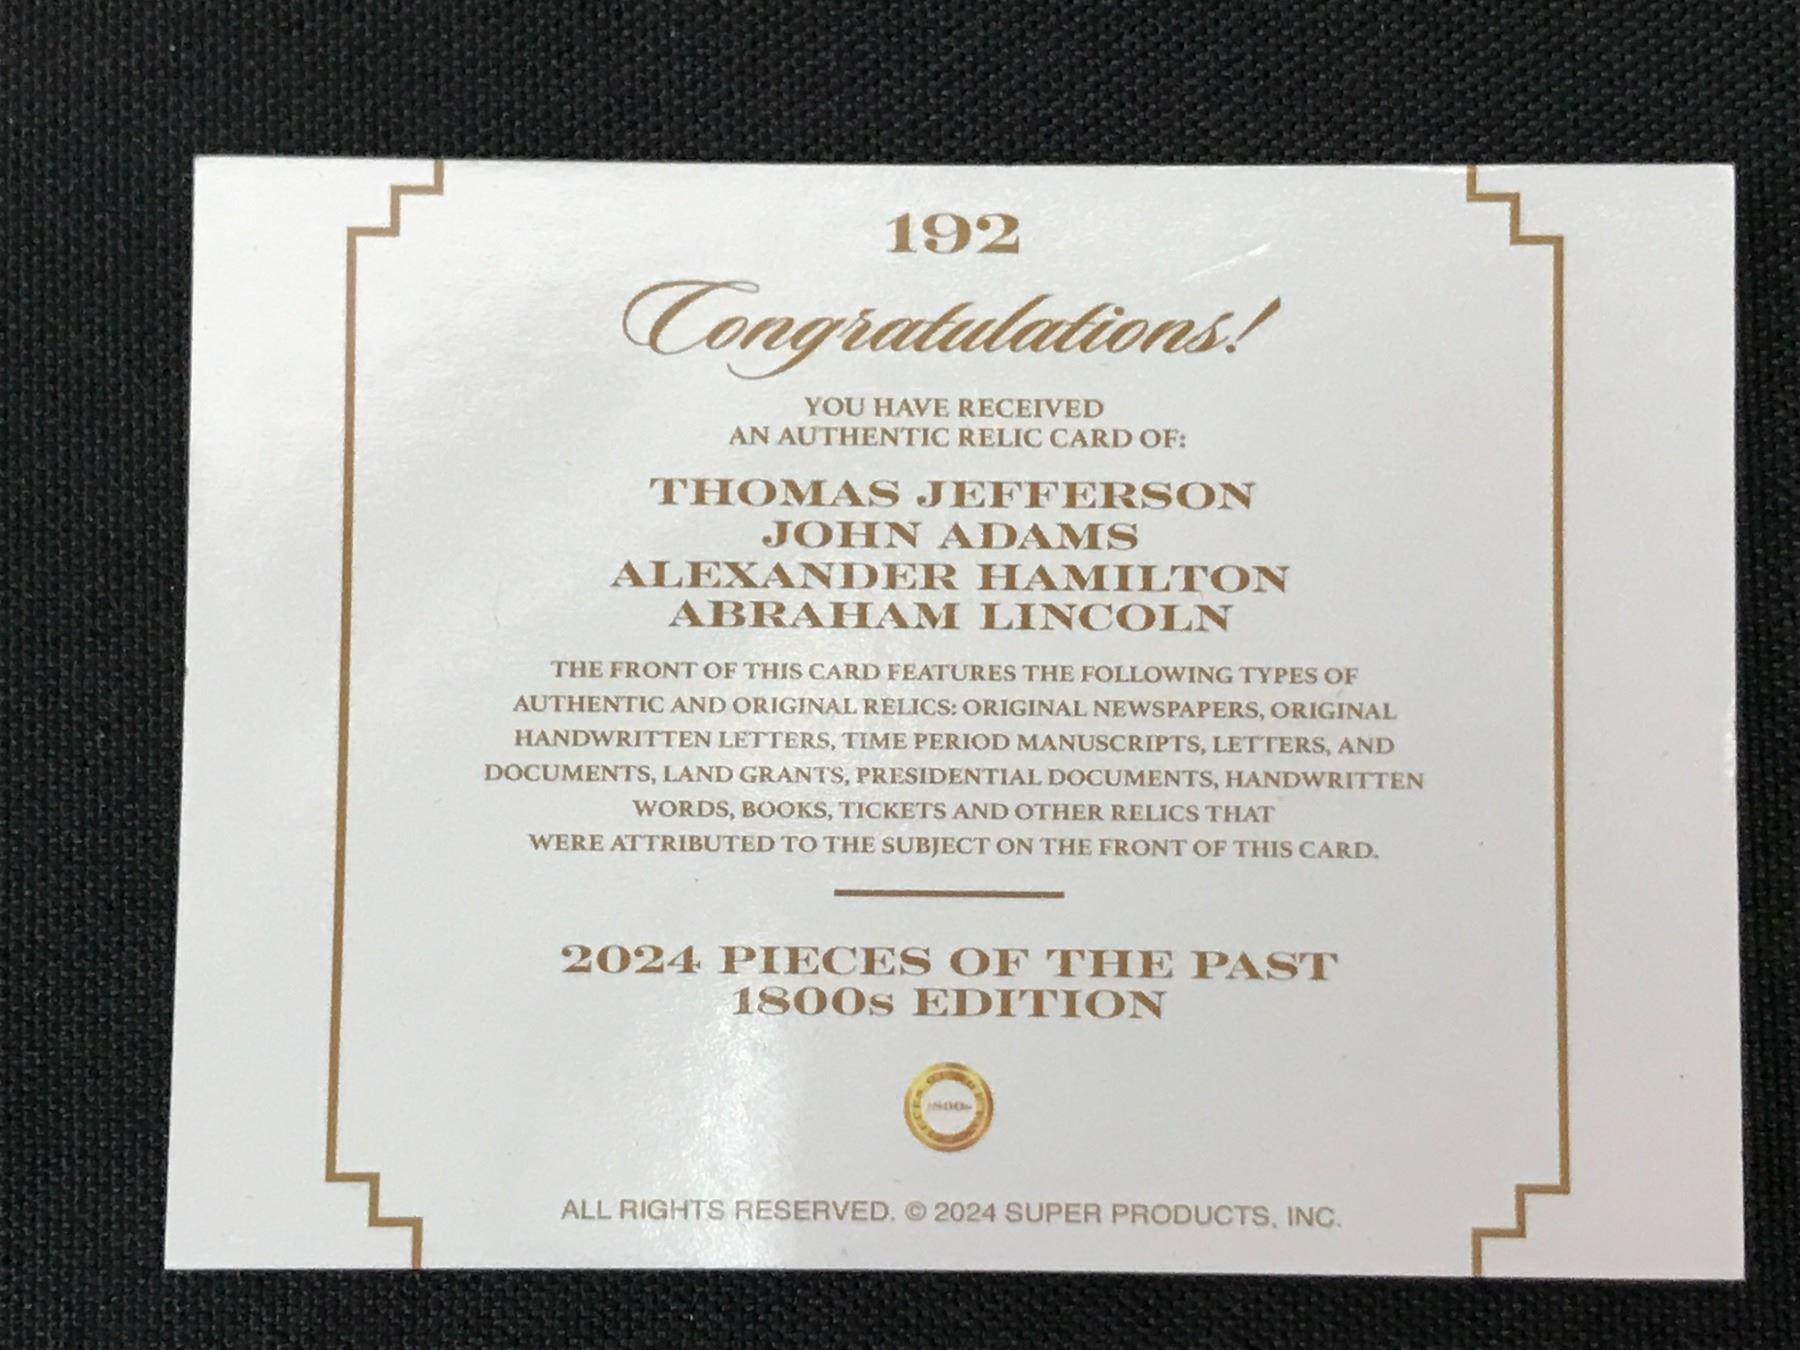 192
Congratulations!
YOU HAVE RECEIVED
AN AUTHENTIC RELIC CARD OF:
THOMAS JEFFERSON
JOHN ADAMS
ALEXANDER HAMILTON
ABRAHAM LINCOLN
THE FRONT OF THIS CARD FEATURES THE FOLLOWING TYPES OF
AUTHENTIC AND ORIGINAL RELICS: ORIGINAL NEWSPAPERS, ORIGINAL
HANDWRITTEN LETTERS, TIME PERIOD MANUSCRIPTS, LETTERS, AND
DOCUMENTS, LAND GRANTS, PRESIDENTIAL DOCUMENTS, HANDWRITTEN
WORDS, BOOKS, TICKETS AND OTHER RELICS THAT
WERE ATTRIBUTED TO THE SUBJECT ON THE FRONT OF THIS CARD.
2024 PIECES OF THE PAST
1800s EDITION
1800s
ALL RIGHTS RESERVED. © 2024 SUPER PRODUCTS, INC.